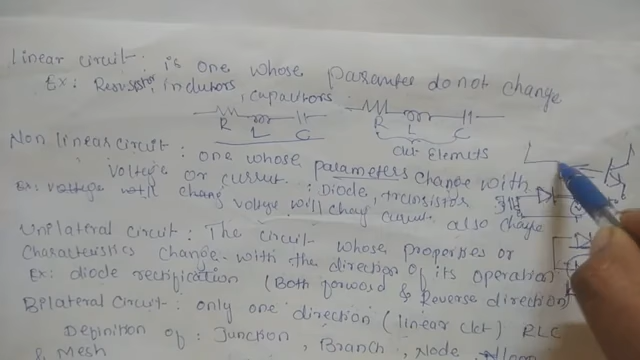 linear circuit: is one whose parameters do not change
Ex: Resisstor, inductors, capacitors
R L C R L C
Ckt Elements
Non linear circuit: one whose parameters change with
voltage or current. : Diode, transistors
Ex: voltage will chang voltage will chang current also change
Unilateral circuit: The circuit whose properties or
characteristics change with the direction of its operation
Ex: diode rectification (Both forward & Reverse direction
Bilateral circuit: only one direction (linear ckt) RLC
Definition of: Junction, Branch, Node,
& Mesh